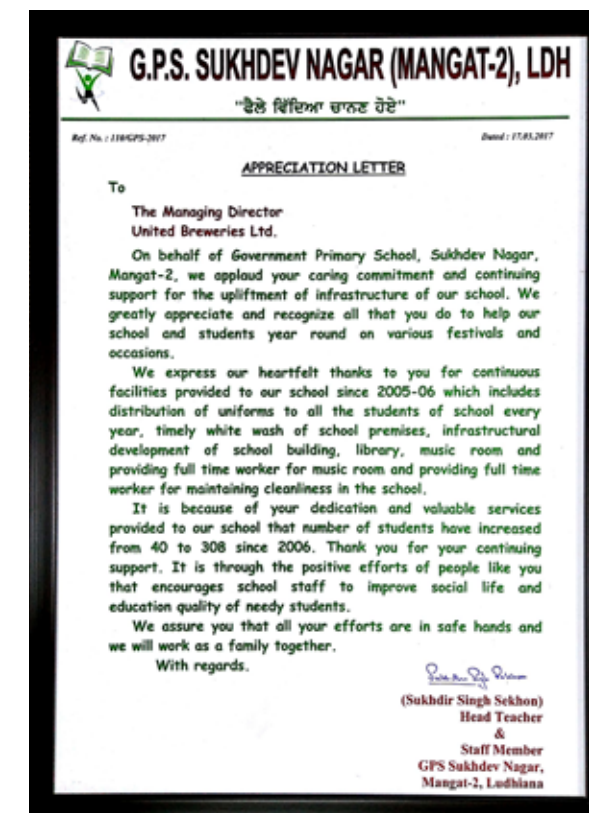 G.P.S. SUKHDEV NAGAR (MANGAT-2), LDH
"ਫੈਲੇ ਵਿੱਦਿਆ ਚਾਨਣ ਹੋਏ"
Ref. No. : 110/GPS-2017 Dated : 17.03.2017
APPRECIATION LETTER
To
The Managing Director
United Breweries Ltd.
On behalf of Government Primary School, Sukhdev Nagar,
Mangat-2, we applaud your caring commitment and continuing
support for the upliftment of infrastructure of our school. We
greatly appreciate and recognize all that you do to help our
school and students year round on various festivals and
occasions.
We express our heartfelt thanks to you for continuous
facilities provided to our school since 2005-06 which includes
distribution of uniforms to all the students of school every
year, timely white wash of school premises, infrastructural
development of school building, library, music room and
providing full time worker for music room and providing full time
worker for maintaining cleanliness in the school.
It is because of your dedication and valuable services
provided to our school that number of students have increased
from 40 to 308 since 2006. Thank you for your continuing
support. It is through the positive efforts of people like you
that encourages school staff to improve social life and
education quality of needy students.
We assure you that all your efforts are in safe hands and
we will work as a family together.
With regards.
(Sukhdir Singh Sekhon)
Head Teacher
&
Staff Member
GPS Sukhdev Nagar,
Mangat-2, Ludhiana